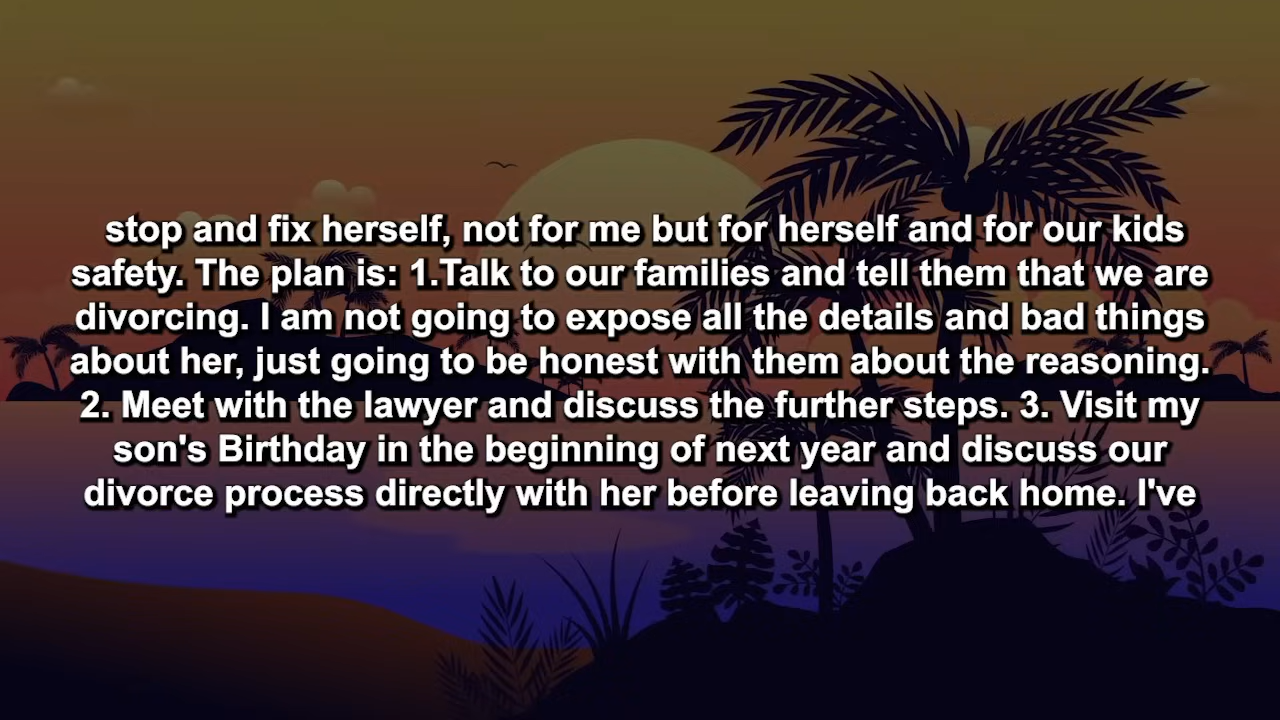 stop and fix herself, not for me but for herself and for our kids
safety. The plan is: 1.Talk to our families and tell them that we are
divorcing. I am not going to expose all the details and bad things
about her, just going to be honest with them about the reasoning.
2. Meet with the lawyer and discuss the further steps. 3. Visit my
son's Birthday in the beginning of next year and discuss our
divorce process directly with her before leaving back home. I've